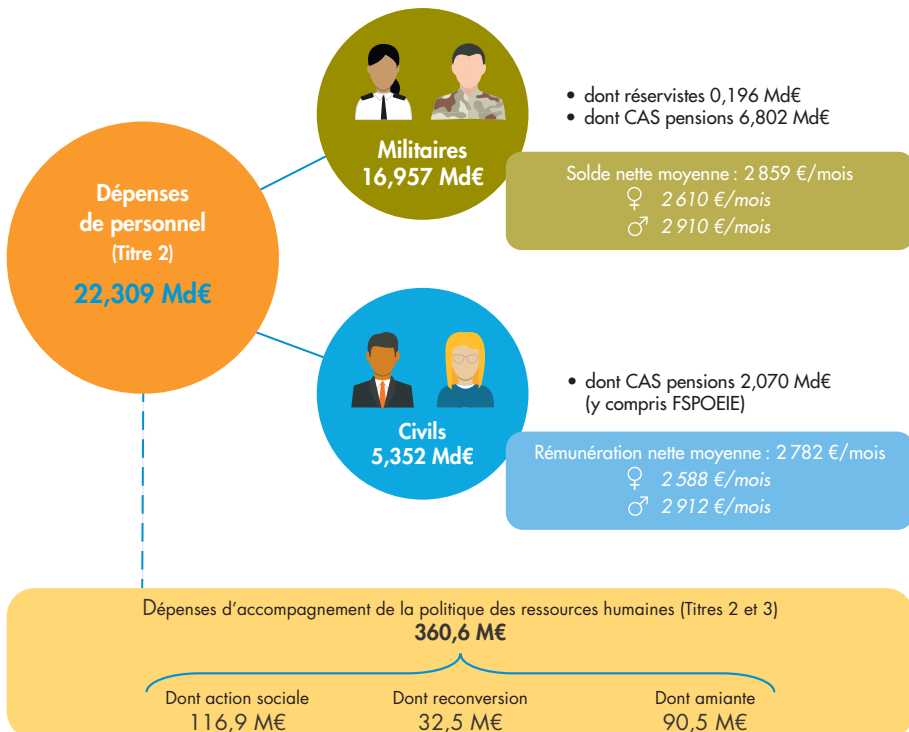 Dépenses
de personnel
(Titre 2)
22,309 Md€
Militaires
16,957 Md€
• dont réservistes 0,196 Md€
• dont CAS pensions 6,802 Md€
Solde nette moyenne : 2 859 €/mois
♀ 2 610 €/mois
♂ 2 910 €/mois
Civils
5,352 Md€
• dont CAS pensions 2,070 Md€
(y compris FSPOEIE)
Rémunération nette moyenne : 2 782 €/mois
♀ 2 588 €/mois
♂ 2 912 €/mois
Dépenses d’accompagnement de la politique des ressources humaines (Titres 2 et 3)
360,6 M€
Dont action sociale
116,9 M€
Dont reconversion
32,5 M€
Dont amiante
90,5 M€